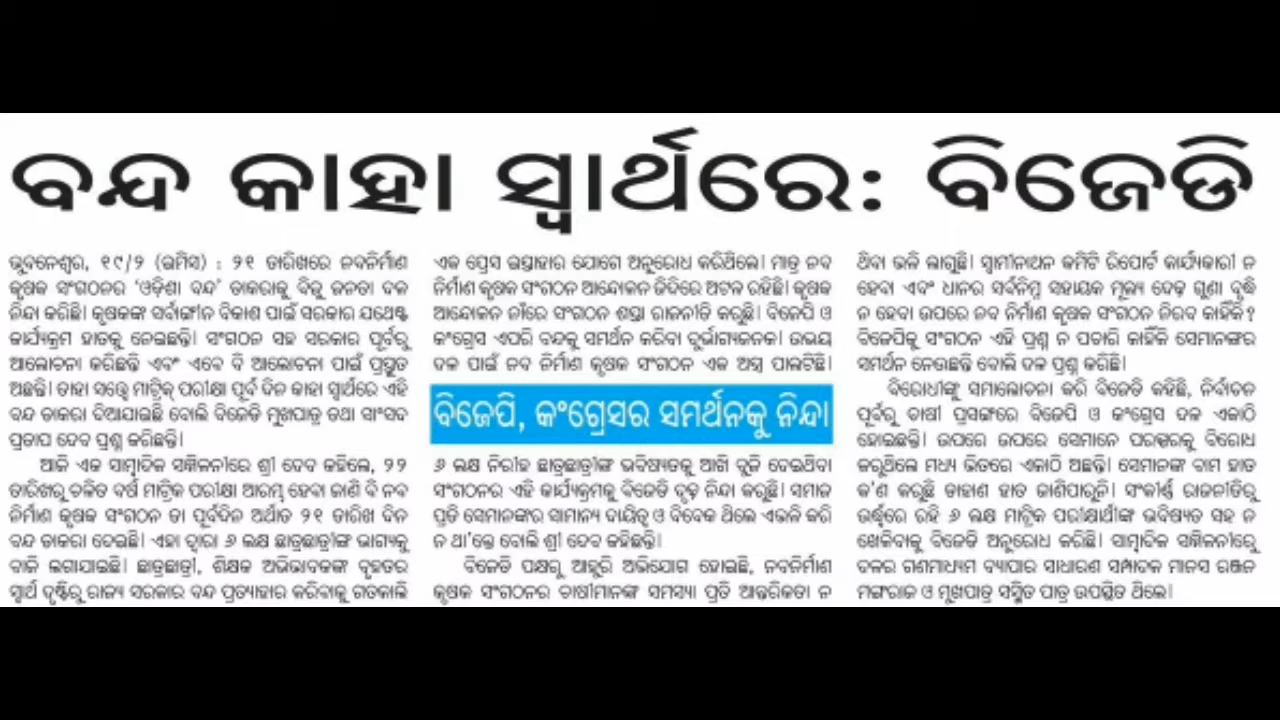 ବନ୍ଦ କାହା ସ୍ୱାର୍ଥରେ: ବିଜେଡି
ଭୁବନେଶ୍ୱର, ୧୯/୨ (ଇମିସ) : ୨୧ ତାରିଖରେ ନବନିର୍ମାଣ
କୃଷକ ସଂଗଠନର ‘ଓଡ଼ିଶା ବନ୍ଦ’ ଡାକରାକୁ ବିଜୁ ଜନତା ଦଳ
ନିନ୍ଦା କରିଛି। କୃଷକଙ୍କ ସର୍ବାଙ୍ଗୀନ ବିକାଶ ପାଇଁ ସରକାର ଯଥେଷ୍ଟ
କାର୍ଯ୍ୟକ୍ରମ ହାତକୁ ନେଇଛନ୍ତି। ସଂଗଠନ ସହ ସରକାର ପୂର୍ବରୁ
ଆଲୋଚନା କରିଛନ୍ତି ଏବଂ ଏବେ ବି ଆଲୋଚନା ପାଇଁ ପ୍ରସ୍ତୁତ
ଅଛନ୍ତି। ତାହା ସତ୍ତ୍ୱେ ମାଟ୍ରିକ୍ ପରୀକ୍ଷା ପୂର୍ବ ଦିନ କାହା ସ୍ୱାର୍ଥରେ ଏହି
ବନ୍ଦ ଡାକରା ଦିଆଯାଇଛି ବୋଲି ବିଜେଡି ମୁଖପାତ୍ର ତଥା ସାଂସଦ
ପ୍ରତାପ ଦେବ ପ୍ରଶ୍ନ କରିଛନ୍ତି।
ଆଜି ଏକ ସାମ୍ବାଦିକ ସମ୍ମିଳନୀରେ ଶ୍ରୀ ଦେବ କହିଲେ, ୨୨
ତାରିଖରୁ ଚଳିତ ବର୍ଷ ମାଟ୍ରିକ ପରୀକ୍ଷା ଆରମ୍ଭ ହେବା ଜାଣି ବି ନବ
ନିର୍ମାଣ କୃଷକ ସଂଗଠନ ତା ପୂର୍ବଦିନ ଅର୍ଥାତ ୨୧ ତାରିଖ ଦିନ
ବନ୍ଦ ଡାକରା ଦେଇଛି। ଏହା ଦ୍ୱାରା ୬ ଲକ୍ଷ ଛାତ୍ରଛାତ୍ରୀଙ୍କ ଭାଗ୍ୟକୁ
ବାଜି ଲଗାଯାଇଛି। ଛାତ୍ରଛାତ୍ରୀ, ଶିକ୍ଷକ ଅଭିଭାବକଙ୍କ ବୃହତର
ସ୍ୱାର୍ଥ ଦୃଷ୍ଟିରୁ ରାଜ୍ୟ ସରକାର ବନ୍ଦ ପ୍ରତ୍ୟାହାର କରିବାକୁ ଗତକାଲି
ଏକ ପ୍ରେସ ଇସ୍ତାହାର ଯୋଗେ ଅନୁରୋଧ କରିଥିଲେ। ମାତ୍ର ନବ
ନିର୍ମାଣ କୃଷକ ସଂଗଠନ ଆନ୍ଦୋଳନ ଜିଦିରେ ଅଟଳ ରହିଛି। କୃଷକ
ଆନ୍ଦୋଳନ ନାଁରେ ସଂଗଠନ ଶସ୍ତା ରାଜନୀତି କରୁଛି। ବିଜେପି ଓ
କଂଗ୍ରେସ ଏପରି ବନ୍ଦକୁ ସମର୍ଥନ କରିବା ଦୁର୍ଭାଗ୍ୟଜନକ। ଉଭୟ
ଦଳ ପାଇଁ ନବ ନିର୍ମାଣ କୃଷକ ସଂଗଠନ ଏକ ଅସ୍ତ୍ର ପାଲଟିଛି।
ବିଜେପି, କଂଗ୍ରେସର ସମର୍ଥନକୁ ନିନ୍ଦା
୬ ଲକ୍ଷ ନିରୀହ ଛାତ୍ରଛାତ୍ରୀଙ୍କ ଭବିଷ୍ୟତକୁ ଆଖି ବୁଜି ଦେଇଥିବା
ସଂଗଠନର ଏହି କାର୍ଯ୍ୟକ୍ରମକୁ ବିଜେଡି ଦୃଢ଼ ନିନ୍ଦା କରୁଛି। ସମାଜ
ପ୍ରତି ସେମାନଙ୍କର ସାମାନ୍ୟ ଦାୟିତ୍ୱ ଓ ବିବେକ ଥିଲେ ଏଭଳି କରି
ନ ଥା’ନ୍ତେ ବୋଲି ଶ୍ରୀ ଦେବ କହିଛନ୍ତି।
ବିଜେଡି ପକ୍ଷରୁ ଆହୁରି ଅଭିଯୋଗ ହୋଇଛି, ନବନିର୍ମାଣ
କୃଷକ ସଂଗଠନର ଚାଷୀମାନଙ୍କ ସମସ୍ୟା ପ୍ରତି ଆନ୍ତରିକତା ନ
ଥିବା ଭଳି ଲାଗୁଛି। ସ୍ୱାମୀନାଥନ କମିଟି ରିପୋର୍ଟ କାର୍ଯ୍ୟକାରୀ ନ
ହେବା ଏବଂ ଧାନର ସର୍ବନିମ୍ନ ସହାୟକ ମୂଲ୍ୟ ଦେଢ଼ ଗୁଣା ବୃଦ୍ଧି
ନ ହେବା ଉପରେ ନବ ନିର୍ମାଣ କୃଷକ ସଂଗଠନ ନିରବ କାହିଁକି?
ବିଜେପିକୁ ସଂଗଠନ ଏହି ପ୍ରଶ୍ନ ନ ପଚାରି କାହିଁକି ସେମାନଙ୍କର
ସମର୍ଥନ ନେଉଛନ୍ତି ବୋଲି ଦଳ ପ୍ରଶ୍ନ କରିଛି।
ବିରୋଧୀଙ୍କୁ ସମାଲୋଚନା କରି ବିଜେଡି କହିଛି, ନିର୍ବାଚନ
ପୂର୍ବରୁ ଚାଷୀ ପ୍ରସଙ୍ଗରେ ବିଜେପି ଓ କଂଗ୍ରେସ ଦଳ ଏକାଠି
ହୋଇଛନ୍ତି। ଉପରେ ଉପରେ ସେମାନେ ପରସ୍ପରକୁ ବିରୋଧ
କରୁଥିଲେ ମଧ୍ୟ ଭିତରେ ଏକାଠି ଅଛନ୍ତି। ସେମାନଙ୍କ ବାମ ହାତ
କ’ଣ କରୁଛି ଡାହାଣ ହାତ ଜାଣିପାରୁନି। ସଂକୀର୍ଣ୍ଣ ରାଜନୀତିରୁ
ଊର୍ଦ୍ଧ୍ୱରେ ରହି ୬ ଲକ୍ଷ ମାଟ୍ରିକ ପରୀକ୍ଷାର୍ଥୀଙ୍କ ଭବିଷ୍ୟତ ସହ ନ
ଖେଳିବାକୁ ବିଜେଡି ଅନୁରୋଧ କରିଛି। ସାମ୍ବାଦିକ ସମ୍ମିଳନୀରେ
ଦଳର ଗଣମାଧ୍ୟମ ବ୍ୟାପାର ସାଧାରଣ ସମ୍ପାଦକ ମାନସ ରଞ୍ଜନ
ମଙ୍ଗରାଜ ଓ ମୁଖପାତ୍ର ସସ୍ମିତ ପାତ୍ର ଉପସ୍ଥିତ ଥିଲେ।